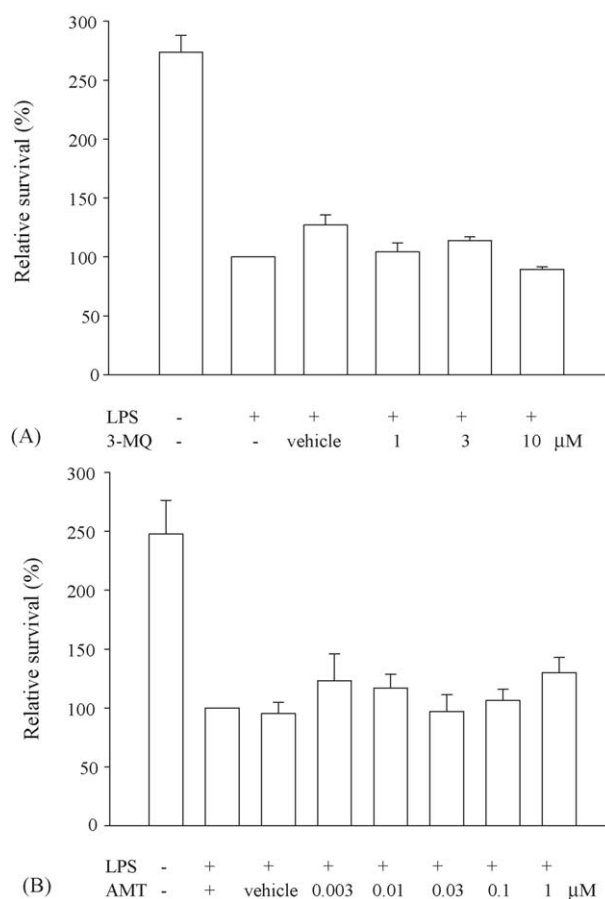 300
250
200
150
100
50
0
Relative survival (%)
LPS - + + + + +
(A) 3-MQ - - vehicle 1 3 10 μM
300
250
200
150
100
50
0
Relative survival (%)
LPS - + + + + + + +
(B) AMT - + vehicle 0.003 0.01 0.03 0.1 1 μM